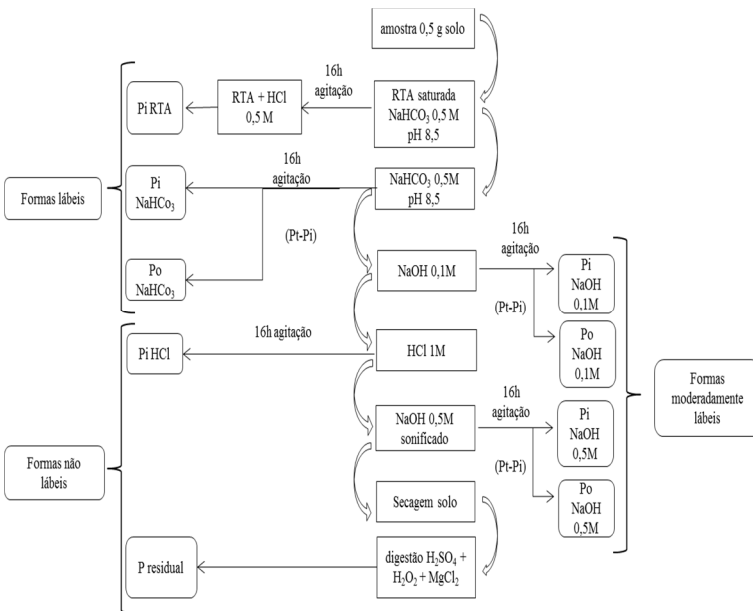 amostra 0,5 g solo
16h
agitação
Pi RTA
RTA + HCl
0,5 M
RTA saturada
NaHCO3 0,5 M
pH 8,5
Formas lábeis
16h
agitação
Pi
NaHCo3
NaHCO3 0,5M
pH 8,5
(Pt-Pi)
Po
NaHCo3
NaOH 0,1M
16h
agitação
(Pt-Pi)
Pi
NaOH
0,1M
Po
NaOH
0,1M
Pi HCl
16h agitação
HCl 1M
Formas
moderadamente
lábeis
NaOH 0,5M
sonificado
16h
agitação
(Pt-Pi)
Pi
NaOH
0,5M
Po
NaOH
0,5M
Formas não
lábeis
Secagem solo
P residual
digestão H2SO4 +
H2O2 + MgCl2